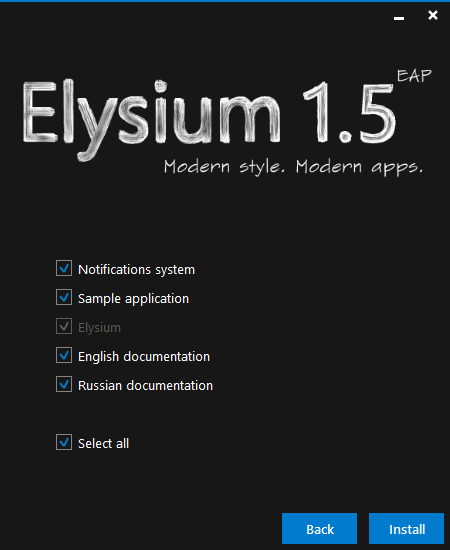 EAP
Elysium 1.5
Modern style. Modern apps.
Notifications system
Sample application
Elysium
English documentation
Russian documentation
Select all
Back Install